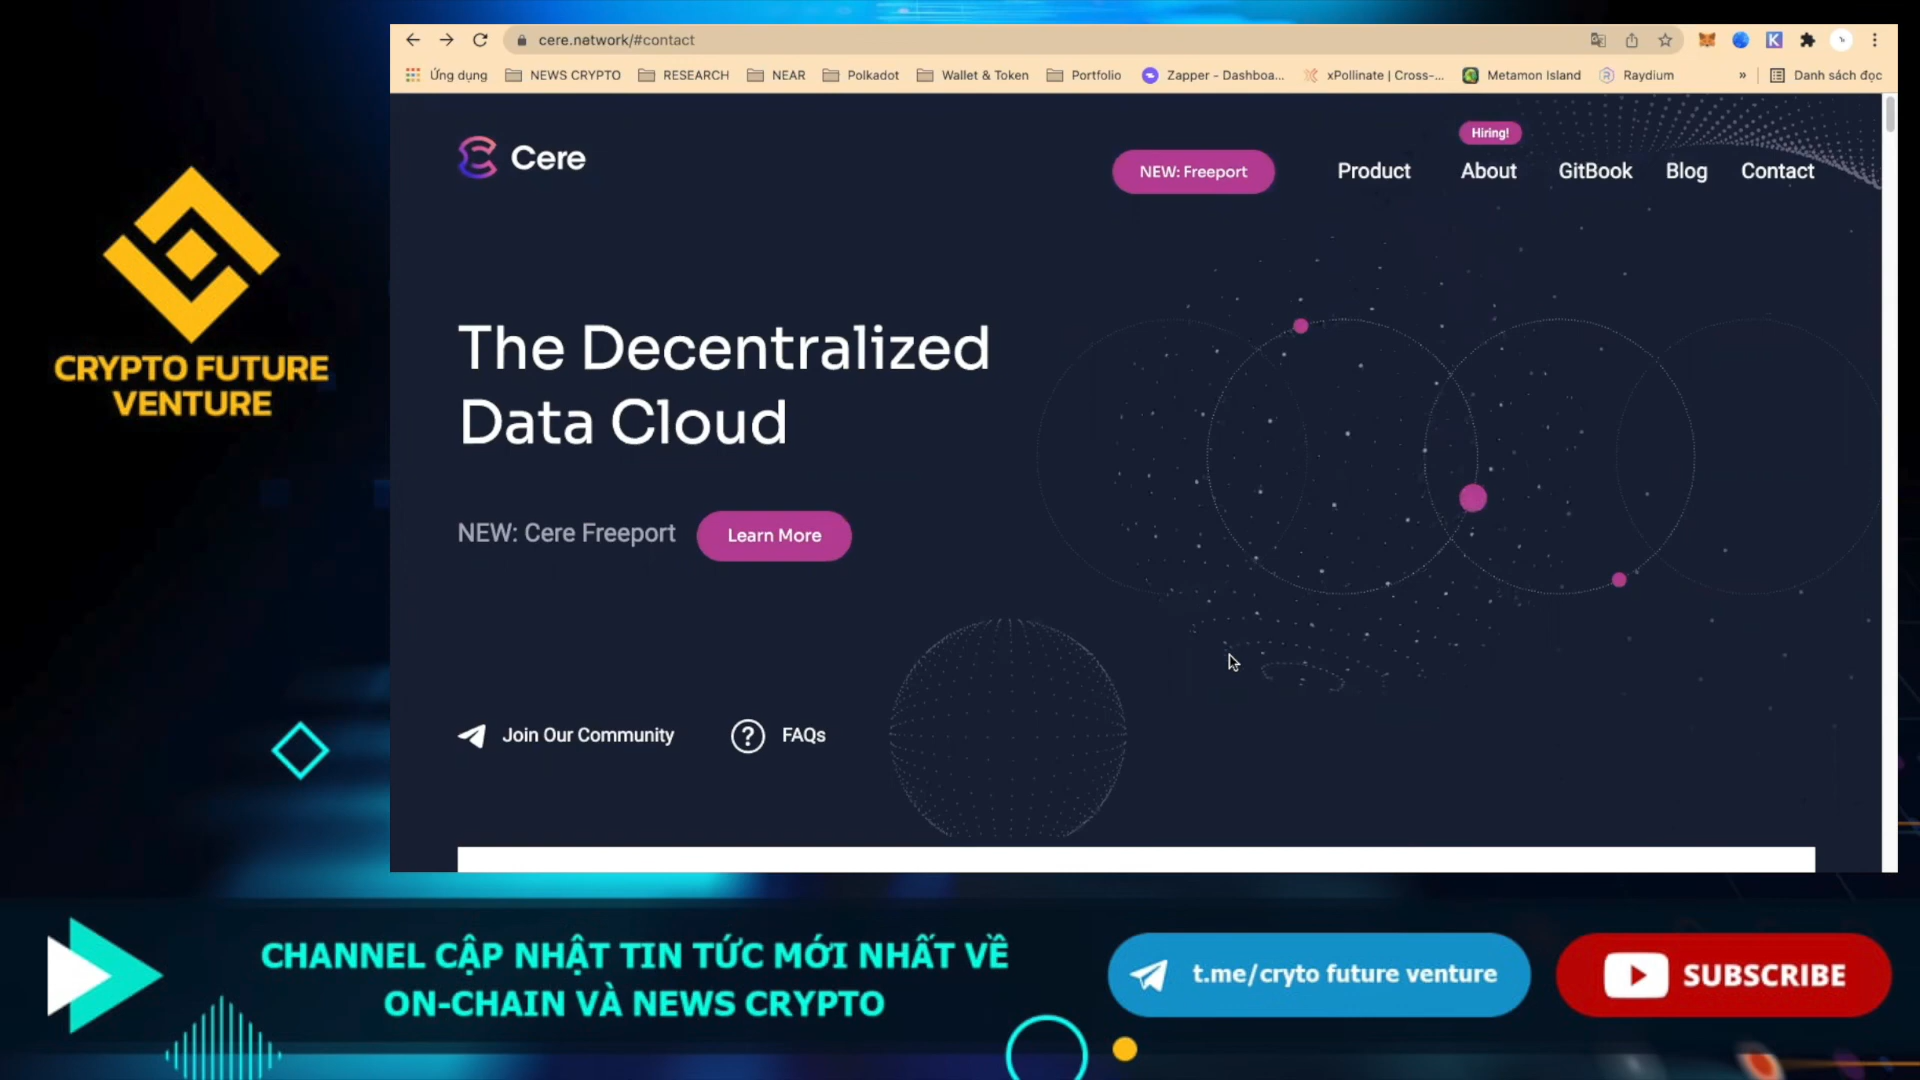 cere.network/#contact
Ứng dụng NEWS CRYPTO RESEARCH NEAR Polkadot Wallet & Token Portfolio Zapper - Dashboa... xPollinate | Cross-... Metamon Island Raydium » Danh sách đọc
Hiring!
Cere
NEW: Freeport Product About GitBook Blog Contact
The Decentralized
Data Cloud
NEW: Cere Freeport Learn More
Join Our Community ? FAQs
CRYPTO FUTURE
VENTURE
CHANNEL CẬP NHẬT TIN TỨC MỚI NHẤT VỀ
ON-CHAIN VÀ NEWS CRYPTO
t.me/cryto future venture
SUBSCRIBE